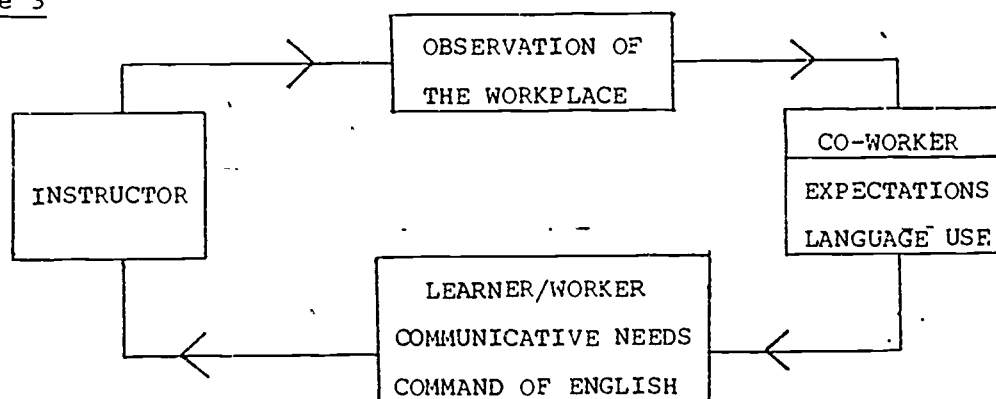 e 3
OBSERVATION OF
THE WORKPLACE
CO-WORKER
EXPECTATIONS
LANGUAGE USE
INSTRUCTOR
LEARNER/WORKER
COMMUNICATIVE NEEDS
COMMAND OF ENGLISH